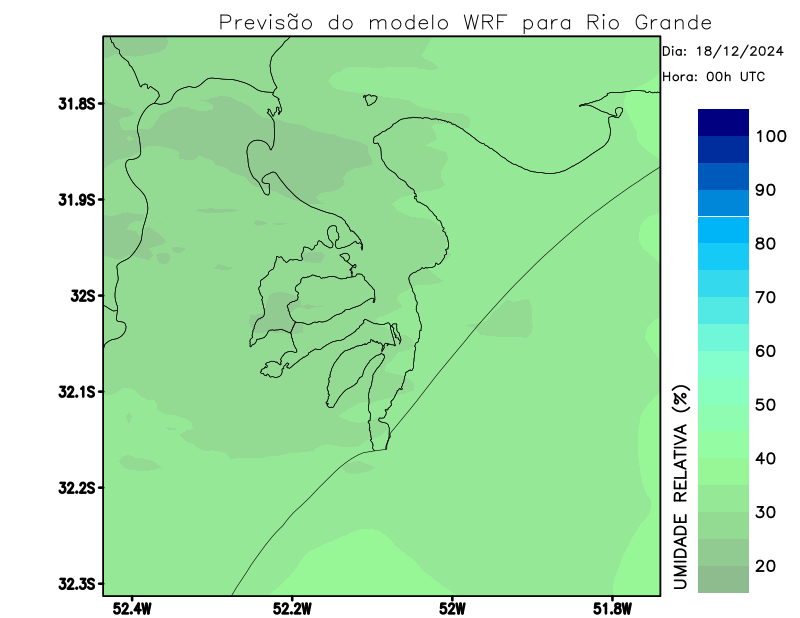 Previsão do modelo WRF para Rio Grande
Dia: 18/12/2024
Hora: 00h UTC
31.8S
31.9S
32S
32.1S
32.2S
32.3S
52.4W
52.2W
52W
51.8W
100
90
80
70
60
50
40
30
20
UMIDADE RELATIVA (%)